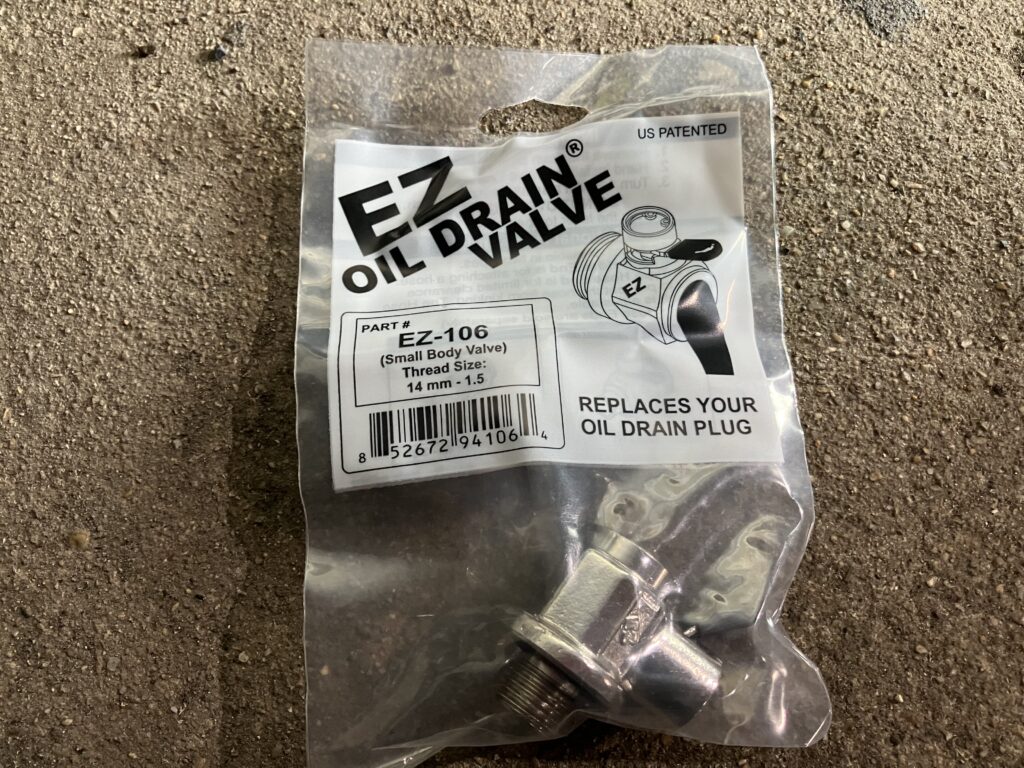 US PATENTED
EZ
OIL DRAIN®
VALVE
EZ
PART #
EZ-106
(Small Body Valve)
Thread Size:
14 mm - 1.5
8 52672 94106 4
REPLACES YOUR
OIL DRAIN PLUG